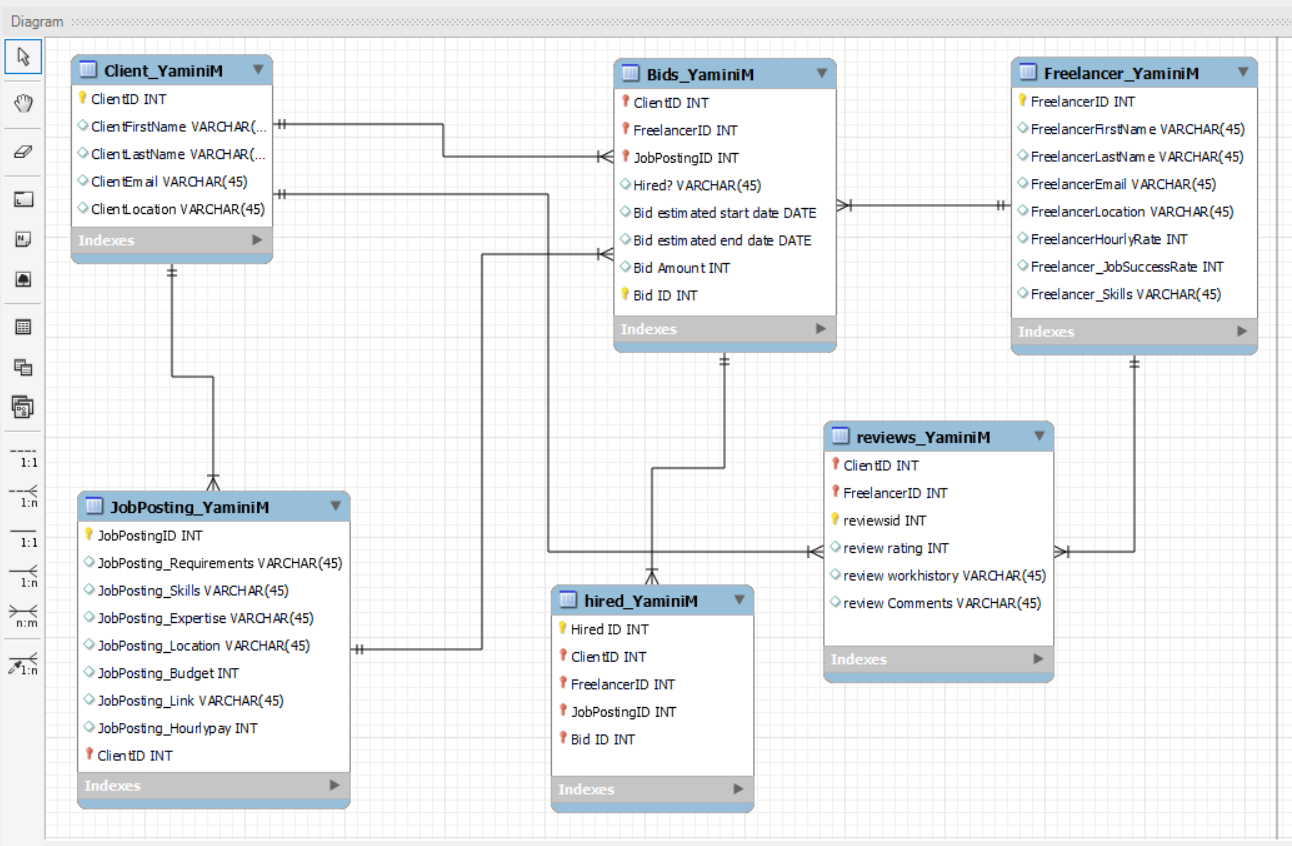 Diagram
1:1
1:n
1:1
1:n
n:m
1:n
Client_YaminiM
ClientID INT
ClientFirstName VARCHAR(...
ClientLastName VARCHAR(...
ClientEmail VARCHAR(45)
ClientLocation VARCHAR(45)
Indexes
Bids_YaminiM
ClientID INT
FreelancerID INT
JobPostingID INT
Hired? VARCHAR(45)
Bid estimated start date DATE
Bid estimated end date DATE
Bid Amount INT
Bid ID INT
Indexes
Freelancer_YaminiM
FreelancerID INT
FreelancerFirstName VARCHAR(45)
FreelancerLastName VARCHAR(45)
FreelancerEmail VARCHAR(45)
FreelancerLocation VARCHAR(45)
FreelancerHourlyRate INT
Freelancer_JobSuccessRate INT
Freelancer_Skills VARCHAR(45)
Indexes
JobPosting_YaminiM
JobPostingID INT
JobPosting_Requirements VARCHAR(45)
JobPosting_Skills VARCHAR(45)
JobPosting_Expertise VARCHAR(45)
JobPosting_Location VARCHAR(45)
JobPosting_Budget INT
JobPosting_Link VARCHAR(45)
JobPosting_Hourlypay INT
ClientID INT
Indexes
hired_YaminiM
Hired ID INT
ClientID INT
FreelancerID INT
JobPostingID INT
Bid ID INT
Indexes
reviews_YaminiM
ClientID INT
FreelancerID INT
reviewsid INT
review rating INT
review workhistory VARCHAR(45)
review Comments VARCHAR(45)
Indexes